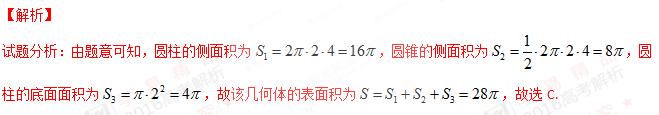 【解析】
试题分析：由题意可知，圆柱的侧面积为 S₁ = 2π·2·4 = 16π，圆锥的侧面积为 S₂ = 1/2·2π·2·4 = 8π，圆
柱的底面面积为 S₃ = π·2² = 4π，故该几何体的表面积为 S = S₁ + S₂ + S₃ = 28π，故选 C.